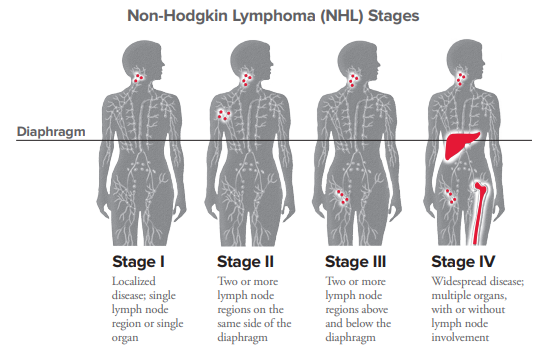 Non-Hodgkin Lymphoma (NHL) Stages
Diaphragm
Stage I
Localized
disease; single
lymph node
region or single
organ
Stage II
Two or more
lymph node
regions on the
same side of the
diaphragm
Stage III
Two or more
lymph node
regions above
and below the
diaphragm
Stage IV
Widespread disease;
multiple organs,
with or without
lymph node
involvement